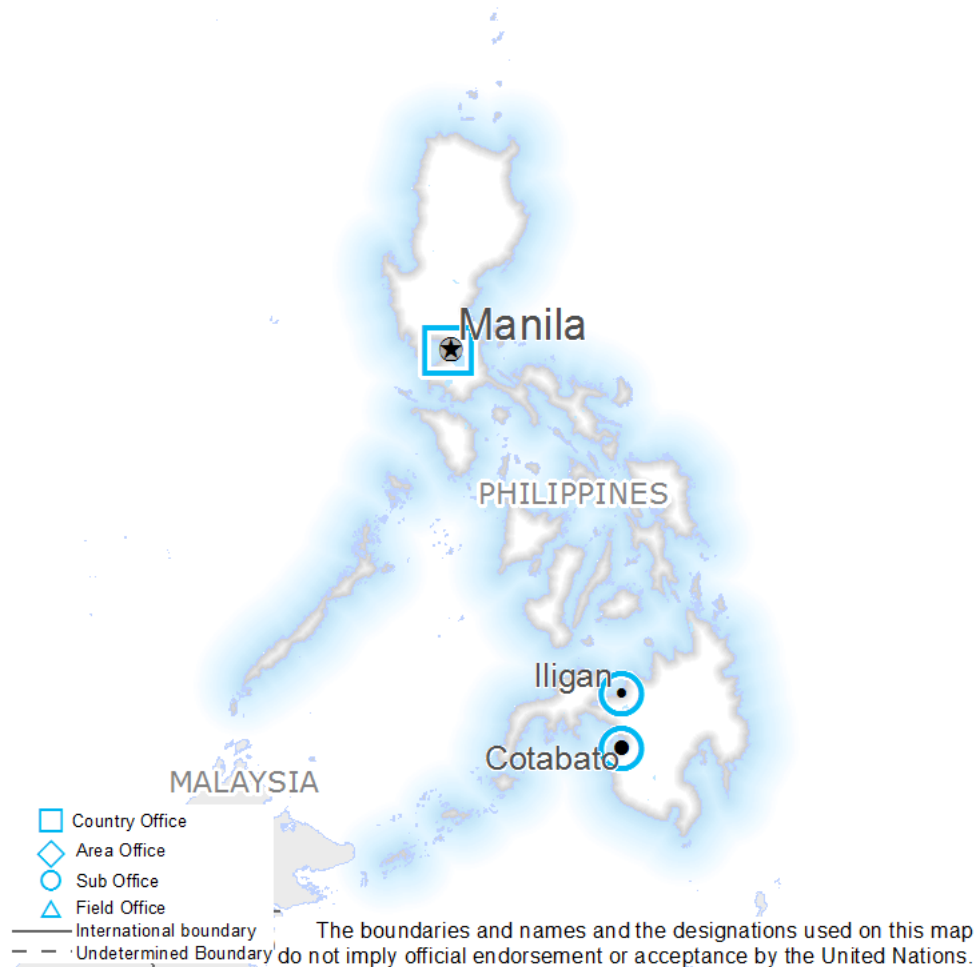 Manila
PHILIPPINES
Iligan
Cotabato
MALAYSIA
Country Office
Area Office
Sub Office
Field Office
International boundary
Undetermined Boundary
The boundaries and names and the designations used on this map
do not imply official endorsement or acceptance by the United Nations.